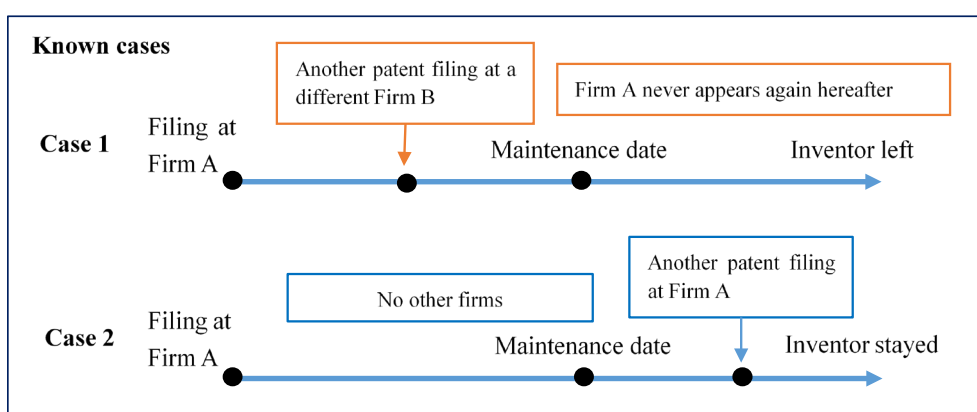 Known cases
Another patent filing at a
different Firm B
Firm A never appears again hereafter
Filing at
Firm A
Case 1
Maintenance date
Inventor left
Another patent filing
at Firm A
No other firms
Filing at
Firm A
Case 2
Maintenance date
Inventor stayed